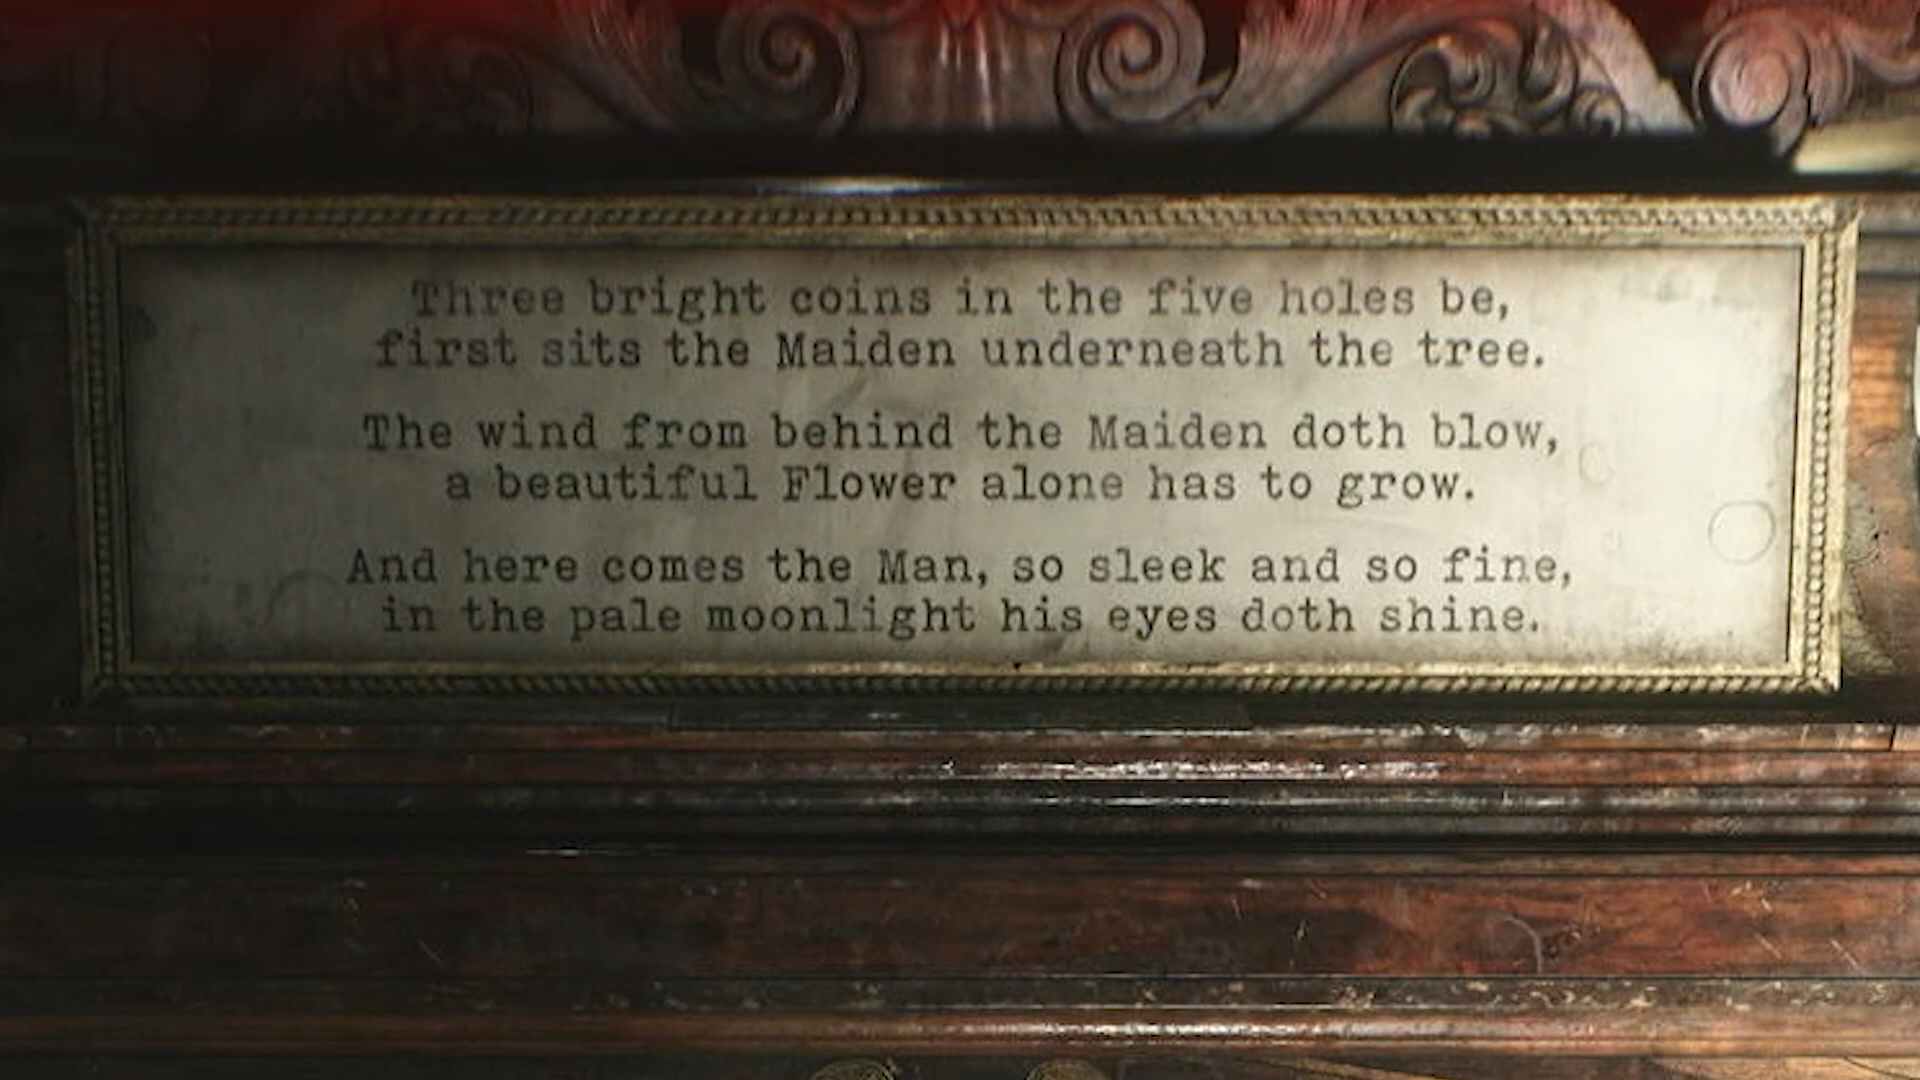 Three bright coins in the five holes be,
first sits the Maiden underneath the tree.
The wind from behind the Maiden doth blow,
a beautiful Flower alone has to grow.
And here comes the Man, so sleek and so fine,
in the pale moonlight his eyes doth shine.